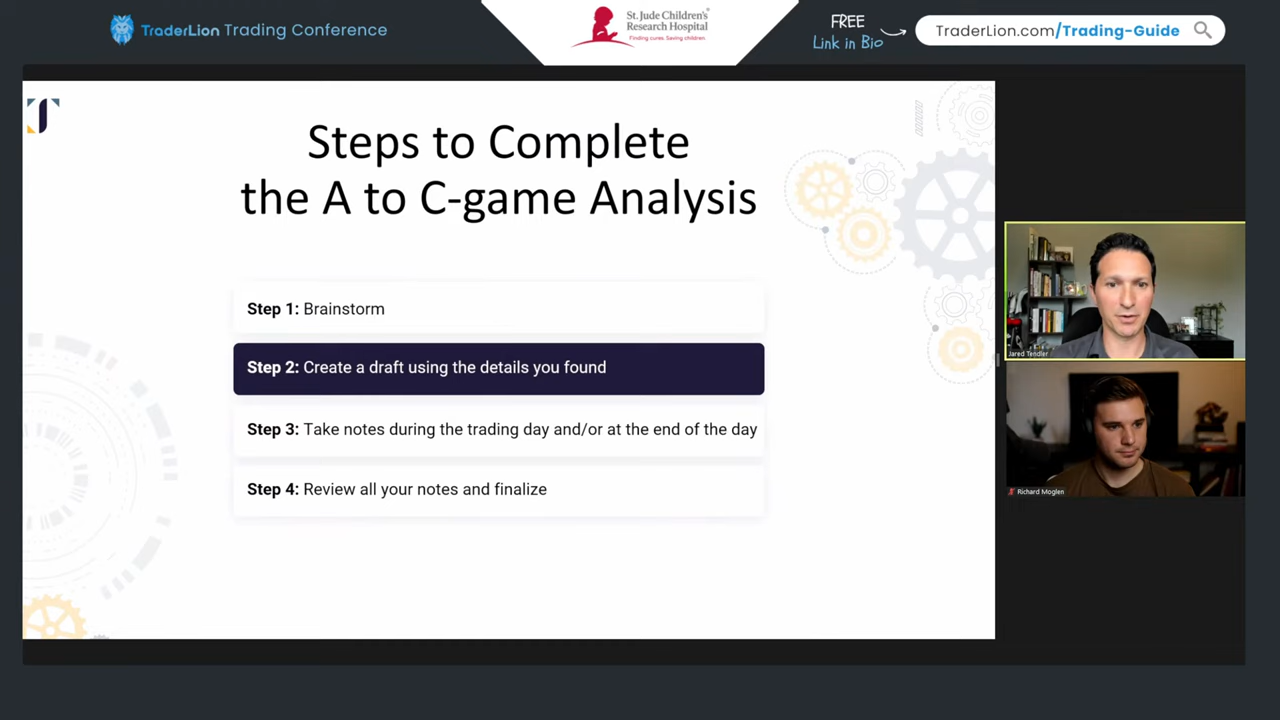 TraderLion Trading Conference
St. Jude Children's
Research Hospital
Finding cures. Saving children.
FREE
Link in Bio
TraderLion.com/Trading-Guide
Steps to Complete
the A to C-game Analysis
Step 1: Brainstorm
Step 2: Create a draft using the details you found
Step 3: Take notes during the trading day and/or at the end of the day
Step 4: Review all your notes and finalize
Jared Tendler
Richard Moglen